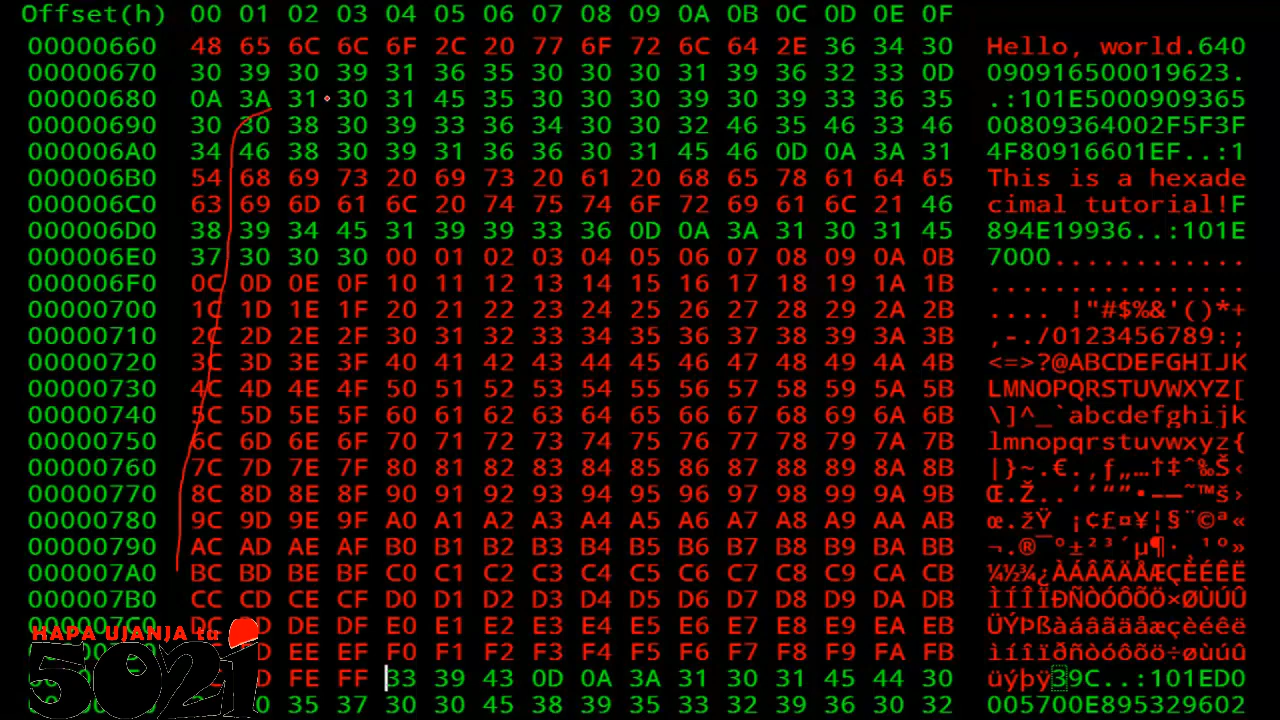 Offset(h) 00 01 02 03 04 05 06 07 08 09 0A 0B 0C 0D 0E 0F
00000660 48 65 6C 6C 6F 2C 20 77 6F 72 6C 64 2E 36 34 30 Hello, world.640
00000670 30 39 30 39 31 36 35 30 30 30 31 39 36 32 33 0D 090916500019623.
00000680 0A 3A 31 30 31 45 35 30 30 30 39 30 39 33 36 35 .:101E5000909365
00000690 30 30 38 30 39 33 36 34 30 30 32 46 35 46 33 46 00809364002F5F3F
000006A0 34 46 38 30 39 31 36 36 30 31 45 46 0D 0A 3A 31 4F80916601EF..:1
000006B0 54 68 69 73 20 69 73 20 61 20 68 65 78 61 64 65 This is a hexade
000006C0 63 69 6D 61 6C 20 74 75 74 6F 72 69 61 6C 21 46 cimal tutorial!F
000006D0 38 39 34 45 31 39 39 33 36 0D 0A 3A 31 30 31 45 894E19936..:101E
000006E0 37 30 30 30 00 01 02 03 04 05 06 07 08 09 0A 0B 7000............
000006F0 0C 0D 0E 0F 10 11 12 13 14 15 16 17 18 19 1A 1B ................
00000700 1C 1D 1E 1F 20 21 22 23 24 25 26 27 28 29 2A 2B .... !"#$%&'()*+
00000710 2C 2D 2E 2F 30 31 32 33 34 35 36 37 38 39 3A 3B ,-./0123456789:;
00000720 3C 3D 3E 3F 40 41 42 43 44 45 46 47 48 49 4A 4B <=>?@ABCDEFGHIJK
00000730 4C 4D 4E 4F 50 51 52 53 54 55 56 57 58 59 5A 5B LMNOPQRSTUVWXYZ[
00000740 5C 5D 5E 5F 60 61 62 63 64 65 66 67 68 69 6A 6B \]^_`abcdefghijk
00000750 6C 6D 6E 6F 70 71 72 73 74 75 76 77 78 79 7A 7B lmnopqrstuvwxyz{
00000760 7C 7D 7E 7F 80 81 82 83 84 85 86 87 88 89 8A 8B |}~.€.‚ƒ„…†‡ˆ‰Š‹
00000770 8C 8D 8E 8F 90 91 92 93 94 95 96 97 98 99 9A 9B Œ.Ž..‘’“”•–—˜™š›
00000780 9C 9D 9E 9F A0 A1 A2 A3 A4 A5 A6 A7 A8 A9 AA AB œ.žŸ ¡¢£¤¥¦§¨©ª«
00000790 AC AD AE AF B0 B1 B2 B3 B4 B5 B6 B7 B8 B9 BA BB ¬.®¯°±²³´µ¶·¸¹º»
000007A0 BC BD BE BF C0 C1 C2 C3 C4 C5 C6 C7 C8 C9 CA CB ¼½¾¿ÀÁÂÃÄÅÆÇÈÉÊË
000007B0 CC CD CE CF D0 D1 D2 D3 D4 D5 D6 D7 D8 D9 DA DB ÌÍÎÏÐÑÒÓÔÕÖ×ØÙÚÛ
DE DF E0 E1 E2 E3 E4 E5 E6 E7 E8 E9 EA EB ÜÝÞßàáâãäåæçèéêë
HAPA UJANJA tu
EE EF F0 F1 F2 F3 F4 F5 F6 F7 F8 F9 FA FB ìíîïðñòóôõö÷øùúû
5021
FE FF 33 39 43 0D 0A 3A 31 30 31 45 44 30 üýþÿ39C..:101ED0
35 37 30 30 45 38 39 35 33 32 39 36 30 32 005700E895329602